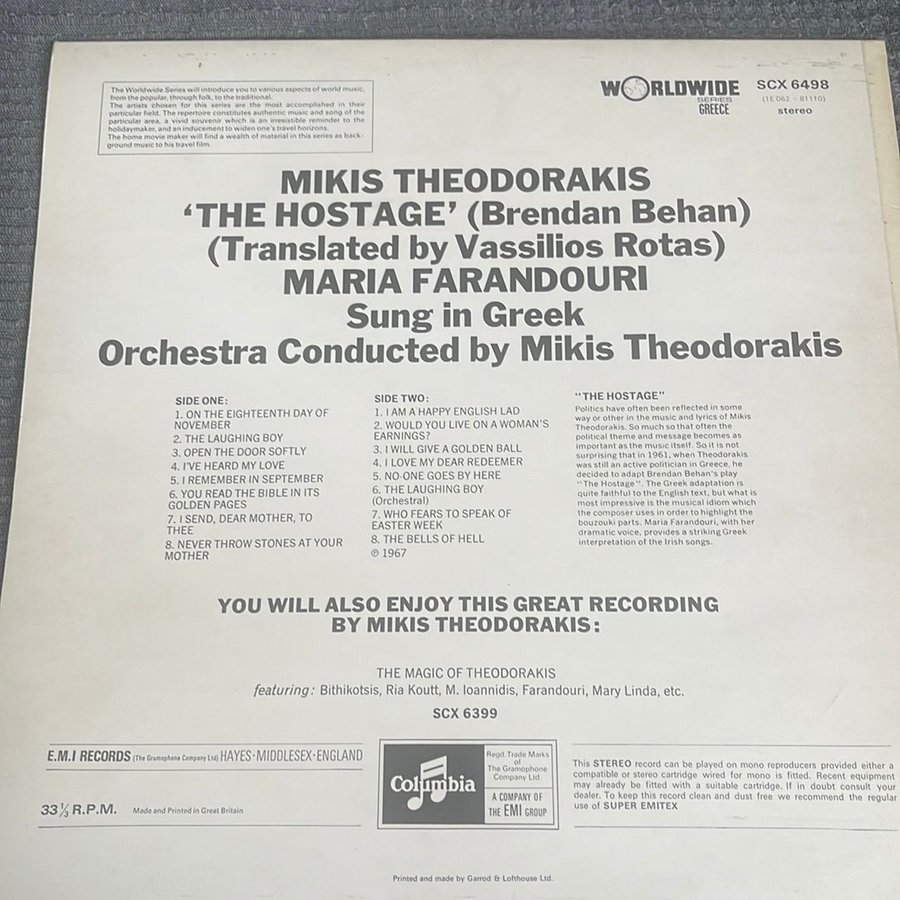 The Worldwide Series will introduce you to various aspects of world music,
from the popular, through folk, to the traditional.
The artists chosen for this series are the most accomplished in their
particular field. The repertoire constitutes authentic music and song of the
particular area, a vivid souvenir which is an irresistible reminder to the
holidaymaker, and an inducement to widen one's travel horizons.
The home movie maker will find a wealth of material in this series as back-
ground music to his travel film.
WORLDWIDE
SERIES
GREECE
SCX 6498
(1E 062 - 81110)
stereo
MIKIS THEODORAKIS
'THE HOSTAGE' (Brendan Behan)
(Translated by Vassilios Rotas)
MARIA FARANDOURI
Sung in Greek
Orchestra Conducted by Mikis Theodorakis
SIDE ONE:
1. ON THE EIGHTEENTH DAY OF
NOVEMBER
2. THE LAUGHING BOY
3. OPEN THE DOOR SOFTLY
4. I'VE HEARD MY LOVE
5. I REMEMBER IN SEPTEMBER
6. YOU READ THE BIBLE IN ITS
GOLDEN PAGES
7. I SEND, DEAR MOTHER, TO
THEE
8. NEVER THROW STONES AT YOUR
MOTHER
SIDE TWO:
1. I AM A HAPPY ENGLISH LAD
2. WOULD YOU LIVE ON A WOMAN'S
EARNINGS?
3. I WILL GIVE A GOLDEN BALL
4. I LOVE MY DEAR REDEEMER
5. NO-ONE GOES BY HERE
6. THE LAUGHING BOY
(Orchestral)
7. WHO FEARS TO SPEAK OF
EASTER WEEK
8. THE BELLS OF HELL
℗ 1967
"THE HOSTAGE"
Politics have often been reflected in some
way or other in the music and lyrics of Mikis
Theodorakis. So much so that often the
political theme and message becomes as
important as the music itself. So it is not
surprising that in 1961, when Theodorakis
was still an active politician in Greece, he
decided to adapt Brendan Behan's play
"The Hostage". The Greek adaptation is
quite faithful to the English text, but what is
most impressive is the musical idiom which
the composer uses in order to highlight the
bouzouki parts. Maria Farandouri, with her
dramatic voice, provides a striking Greek
interpretation of the Irish songs.
YOU WILL ALSO ENJOY THIS GREAT RECORDING
BY MIKIS THEODORAKIS:
THE MAGIC OF THEODORAKIS
featuring: Bithikotsis, Ria Koutt, M. Ioannidis, Farandouri, Mary Linda, etc.
SCX 6399
E.M.I RECORDS (The Gramophone Company Ltd) HAYES·MIDDLESEX·ENGLAND
33⅓ R.P.M. Made and Printed in Great Britain
Columbia
Regd. Trade Marks
of
The Gramophone
Company Ltd.
A COMPANY OF
THE EMI GROUP
This STEREO record can be played on mono reproducers provided either a
compatible or stereo cartridge wired for mono is fitted. Recent equipment
may already be fitted with a suitable cartridge. If in doubt consult your
dealer. To keep this record clean and dust free we recommend the regular
use of SUPER EMITEX
Printed and made by Garrod & Lofthouse Ltd.